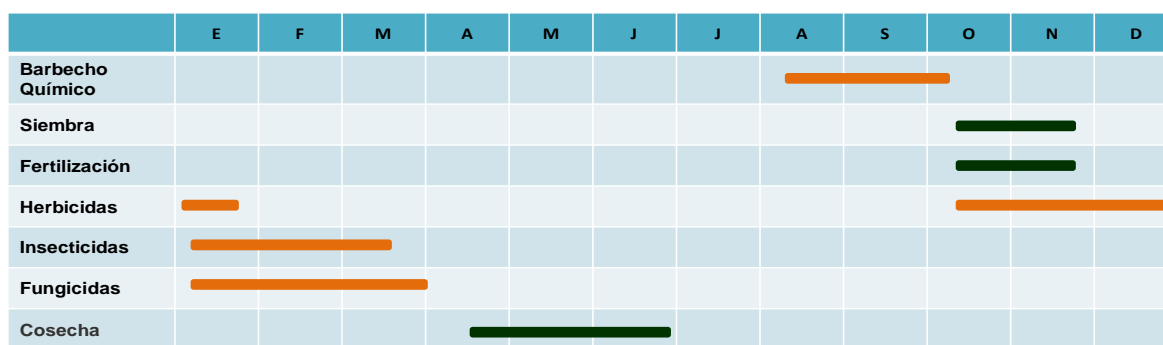 E F M A M J J A S O N D
Barbecho
Químico
Siembra
Fertilización
Herbicidas
Insecticidas
Fungicidas
Cosecha